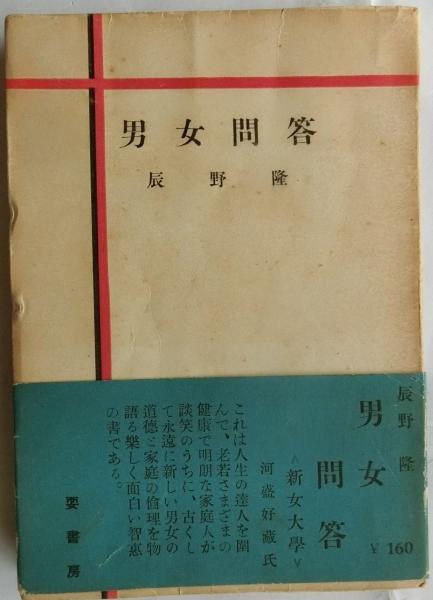 男女問答
辰野隆
辰野隆
男女問答
¥160
<新女大學>
河盛好藏氏
これは人生の達人を圍
んで、老若さまざまの
健康で明朗な家庭人が
談笑のうちに、古くし
て永遠に新しい男女の
道德と家庭の倫理を物
語る樂しく面白い智惠
の書である。
要書房